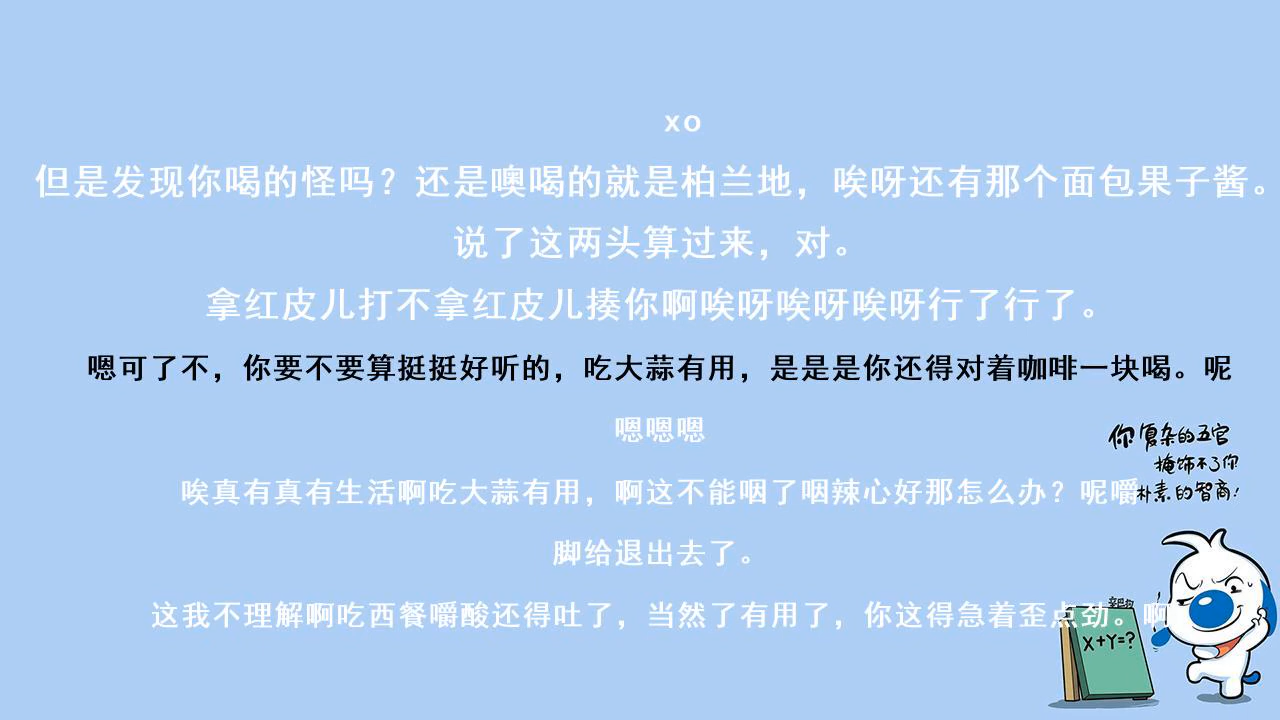 xo
但是发现你喝的怪吗？还是噢喝的就是柏兰地，唉呀还有那个面包果子酱。
说了这两头算过来，对。
拿红皮儿打不拿红皮儿揍你啊唉呀唉呀唉呀行了行了。
嗯可了不，你要不要算挺挺好听的，吃大蒜有用，是是是你还得对着咖啡一块喝。呢
嗯嗯嗯
你复杂的五官
掩饰不了你
朴素的智商！
唉真有真有生活啊吃大蒜有用，啊这不能咽了咽辣心好那怎么办？呢嚼
脚给退出去了。
这我不理解啊吃西餐嚼酸还得吐了，当然了有用了，你这得急着歪点劲。啊
X+Y=?